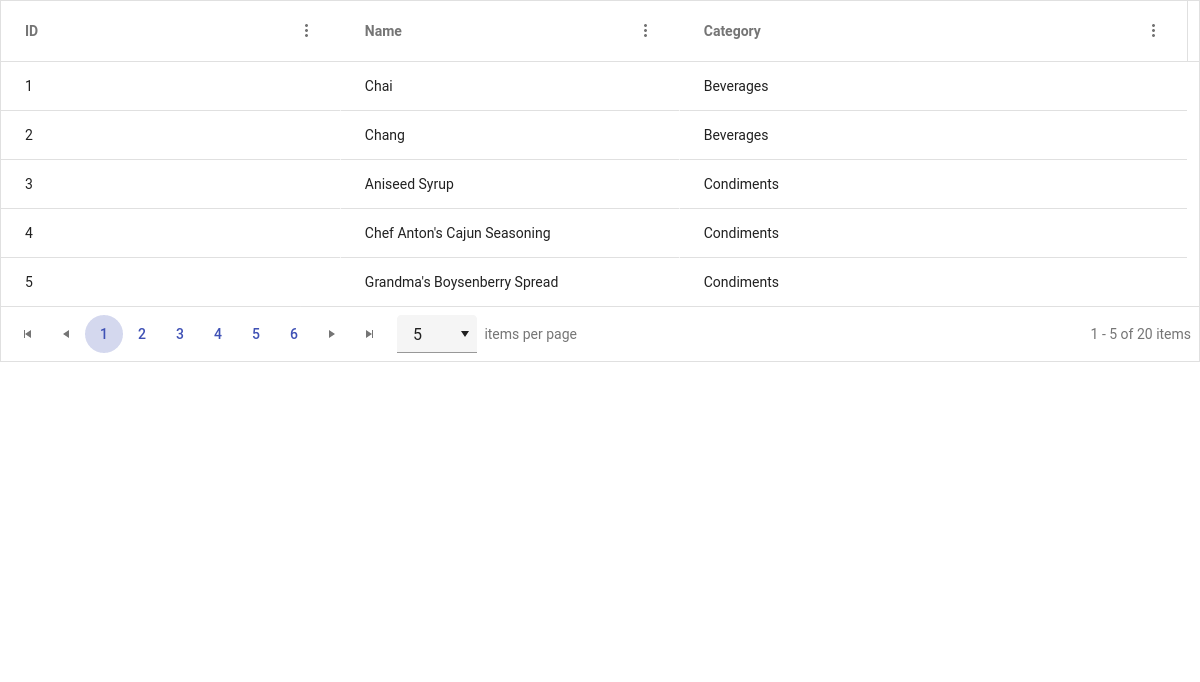 ID Name Category
1 Chai Beverages
2 Chang Beverages
3 Aniseed Syrup Condiments
4 Chef Anton's Cajun Seasoning Condiments
5 Grandma's Boysenberry Spread Condiments
1 2 3 4 5 6 5 items per page 1 - 5 of 20 items